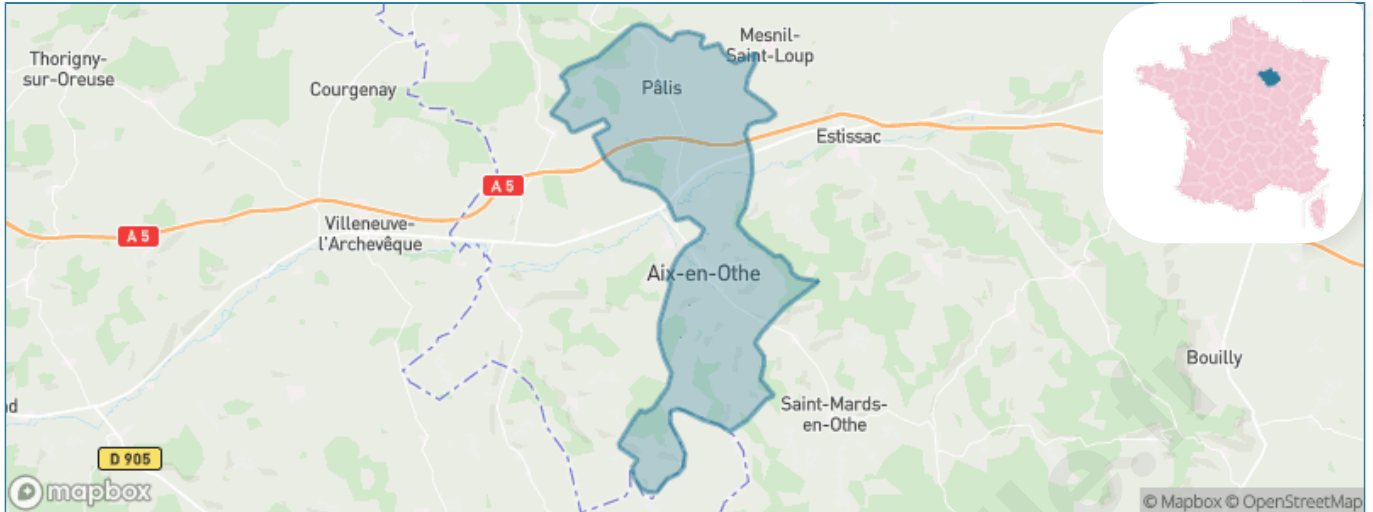 Mesnil-
Saint-Loup
Thorigny-
sur-Oreuse
Courgenay
Pâlis
Estissac
A 5
Villeneuve-
l'Archevêque
A 5
Aix-en-Othe
Bouilly
Saint-Mards-
en-Othe
D 905
mapbox
© Mapbox © OpenStreetMap